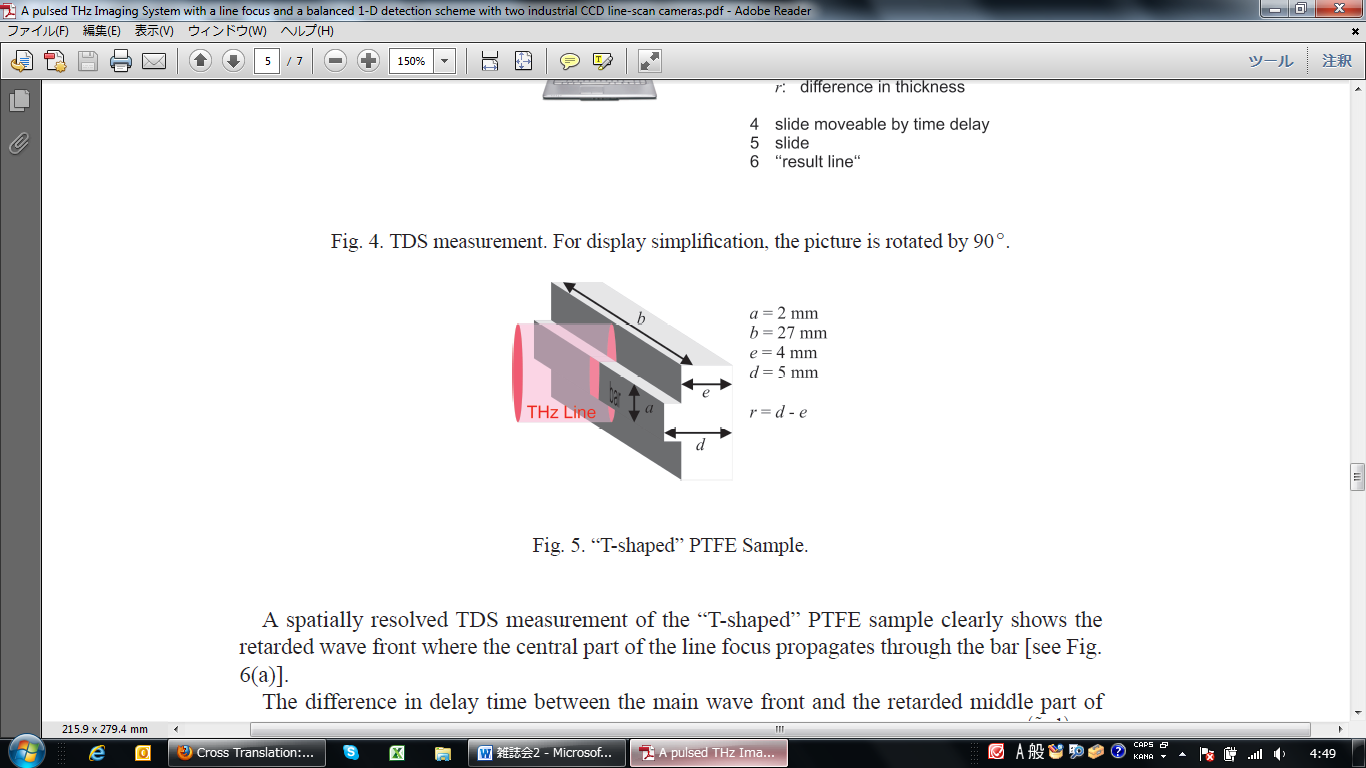 A pulsed THz Imaging System with a line focus and a balanced 1-D detection scheme with two industrial CCD line-scan cameras.pdf - Adobe Reader
ファイル(F) 編集(E) 表示(V) ウィンドウ(W) ヘルプ(H)
5 / 7 150% ツール 注釈
r: difference in thickness
4 slide moveable by time delay
5 slide
6 "result line"
Fig. 4. TDS measurement. For display simplification, the picture is rotated by 90°.
b
a = 2 mm
b = 27 mm
e = 4 mm
d = 5 mm
e
bar
a
THz Line
r = d - e
d
Fig. 5. “T-shaped” PTFE Sample.
A spatially resolved TDS measurement of the “T-shaped” PTFE sample clearly shows the
retarded wave front where the central part of the line focus propagates through the bar [see Fig.
6(a)].
The difference in delay time between the main wave front and the retarded middle part of
215.9 x 279.4 mm
Cross Translation:... 雑誌会2 - Microsof... A pulsed THz Ima... A 般 CAPS KANA 4:49